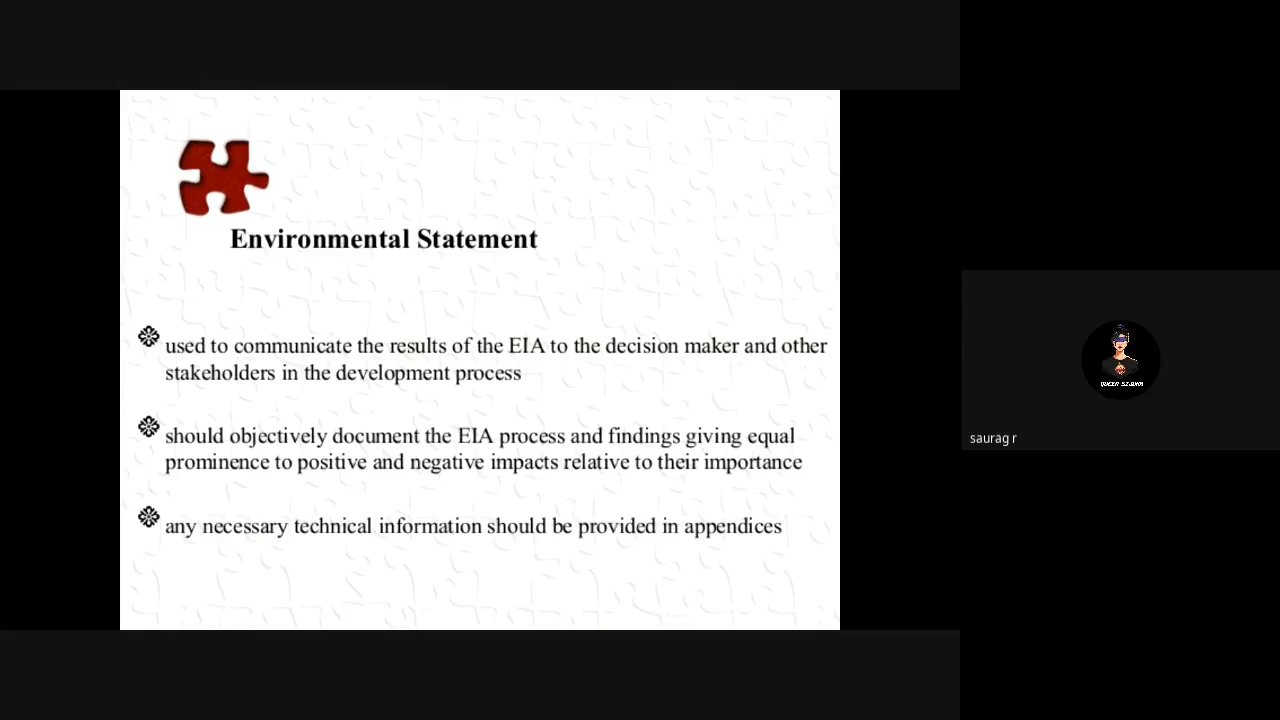 Environmental Statement
used to communicate the results of the EIA to the decision maker and other
stakeholders in the development process
should objectively document the EIA process and findings giving equal
prominence to positive and negative impacts relative to their importance
any necessary technical information should be provided in appendices
saurag r